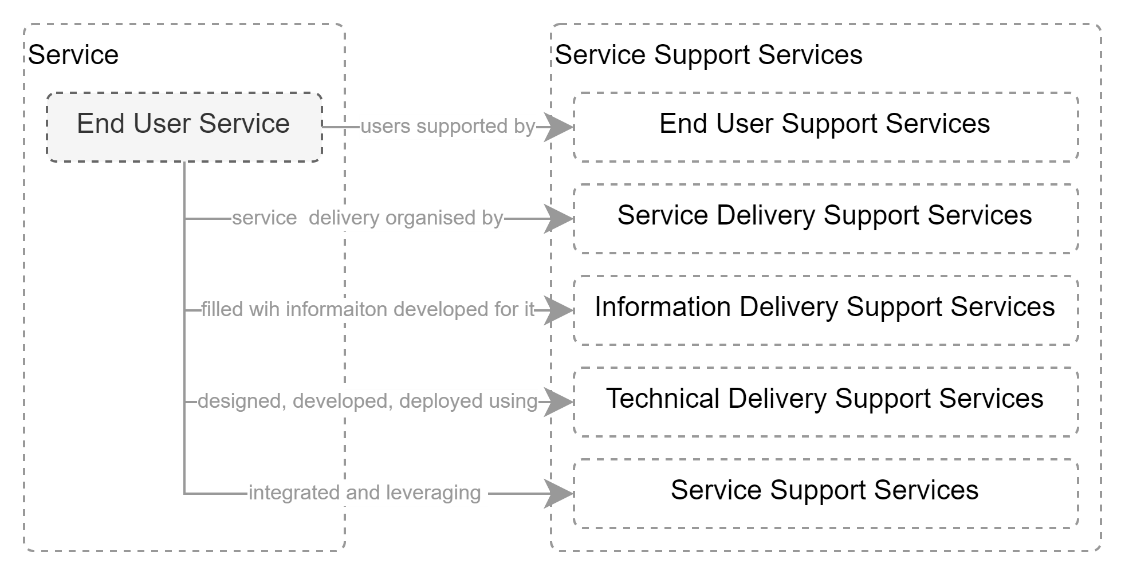 Service
Service Support Services
End User Service
users supported by
End User Support Services
service  delivery organised by
Service Delivery Support Services
filled wih informaiton developed for it
Information Delivery Support Services
designed, developed, deployed using
Technical Delivery Support Services
integrated and leveraging
Service Support Services